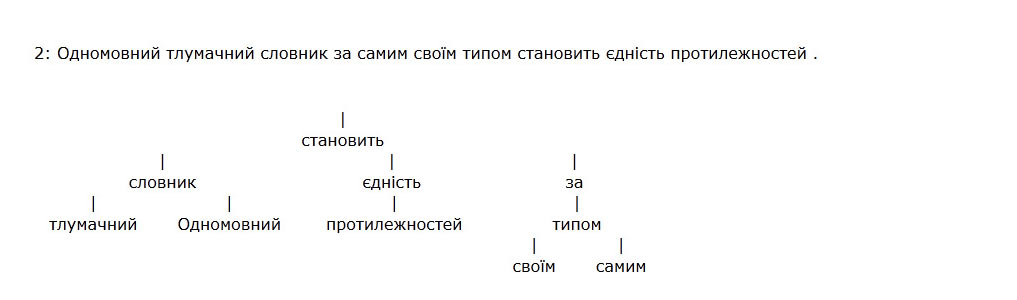 2: Одномовний тлумачний словник за самим своїм типом становить єдність протилежностей .
|
становить
| | |
словник єдність за
| | | |
тлумачний Одномовний протилежностей типом
| |
своїм самим